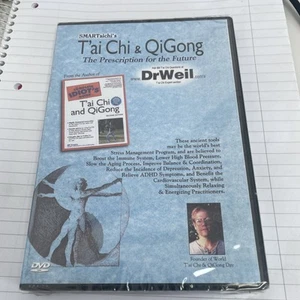 SMARTaichi's
T'ai Chi & QiGong
The Prescription for the Future
From the Author of
DrWeil
IDIOT'S
T'ai Chi
and QiGong
These ancient tools
may be the world's best
Stress Management Program, and are believed to
Boost the Immune System, Lower High Blood Pressure,
Slow the Aging Process, Improve Balance & Coordination,
Reduce the Incidence of Depression, Anxiety, and
Relieve ADHD Symptoms, and Benefit the
Cardiovascular System, while
Simultaneously Relaxing
& Energizing Practitioners.
Founder of World
T'ai Chi & QiGong Day
DVD